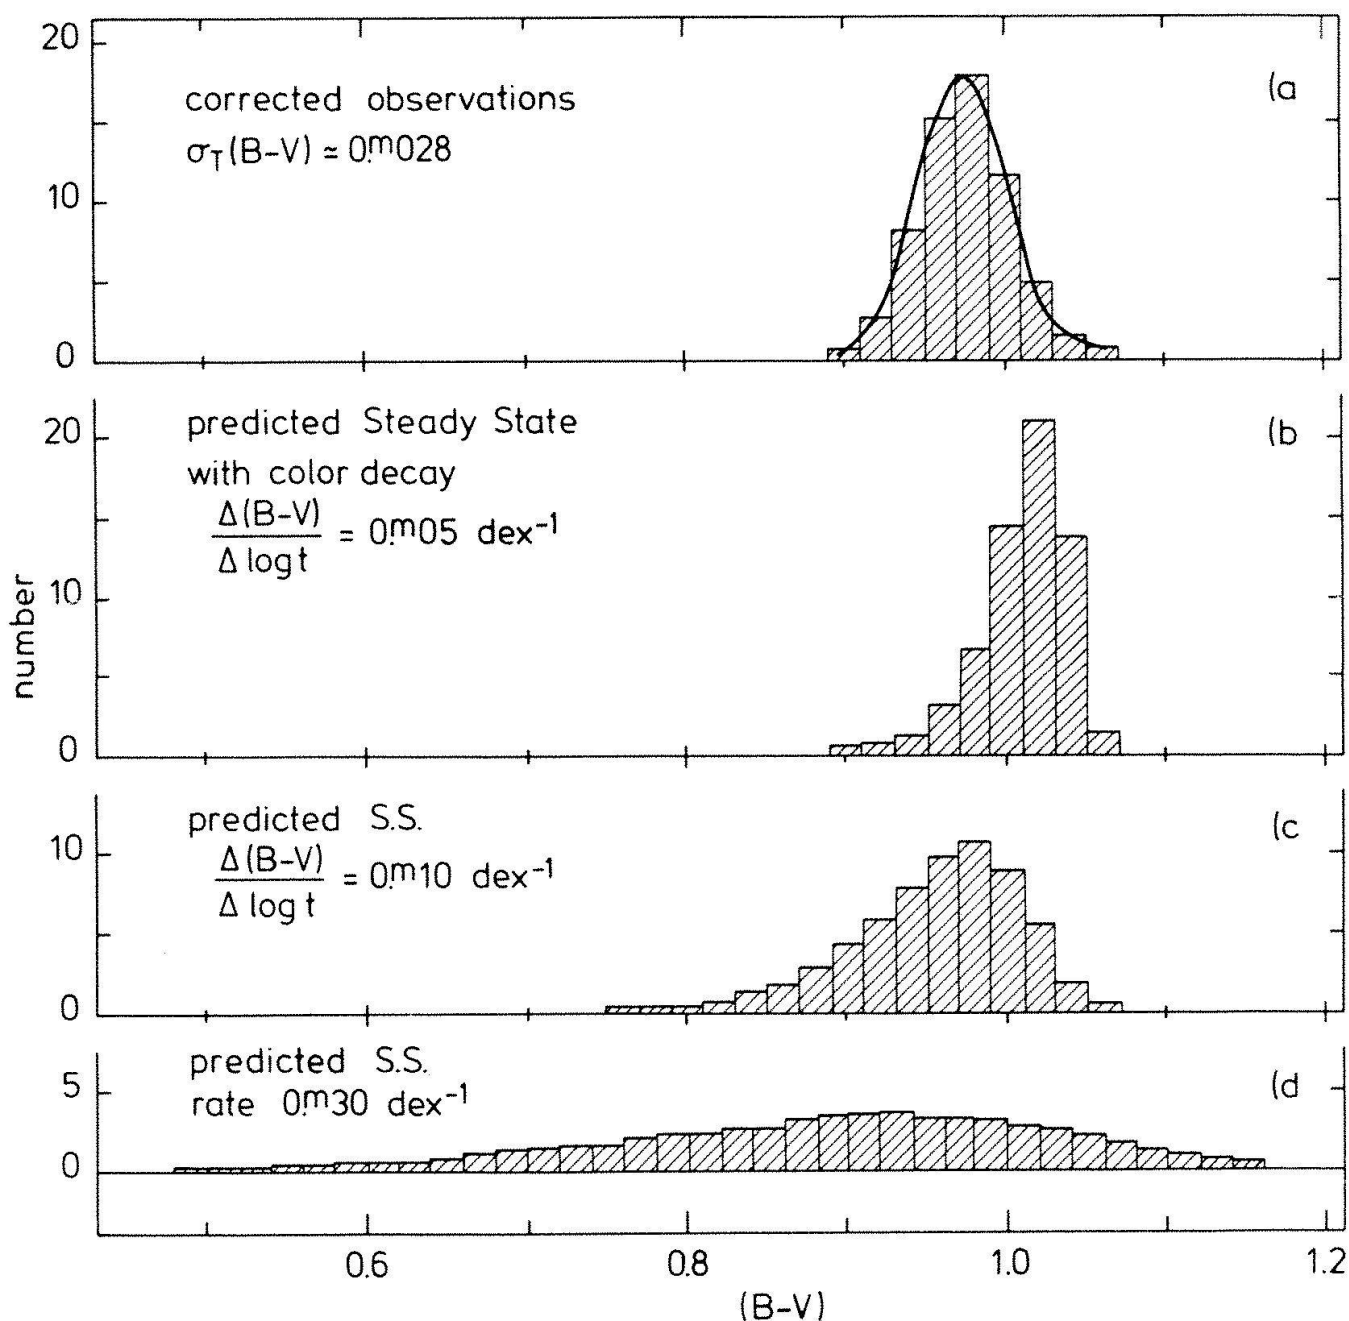 20
10
0
corrected observations
σT(B-V) ≃ 0.m028
(a
20
10
0
predicted Steady State
with color decay
Δ(B-V)
Δ log t
= 0.m05 dex⁻¹
(b
number
10
0
predicted S.S.
Δ(B-V)
Δ log t
= 0.m10 dex⁻¹
(c
5
0
predicted S.S.
rate 0.m30 dex⁻¹
(d
0.6 0.8 1.0 1.2
(B-V)